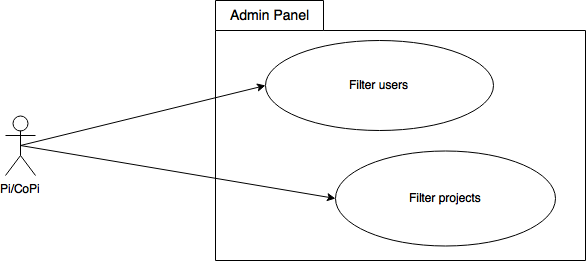 Admin Panel
Filter users
Pi/CoPi
Filter projects